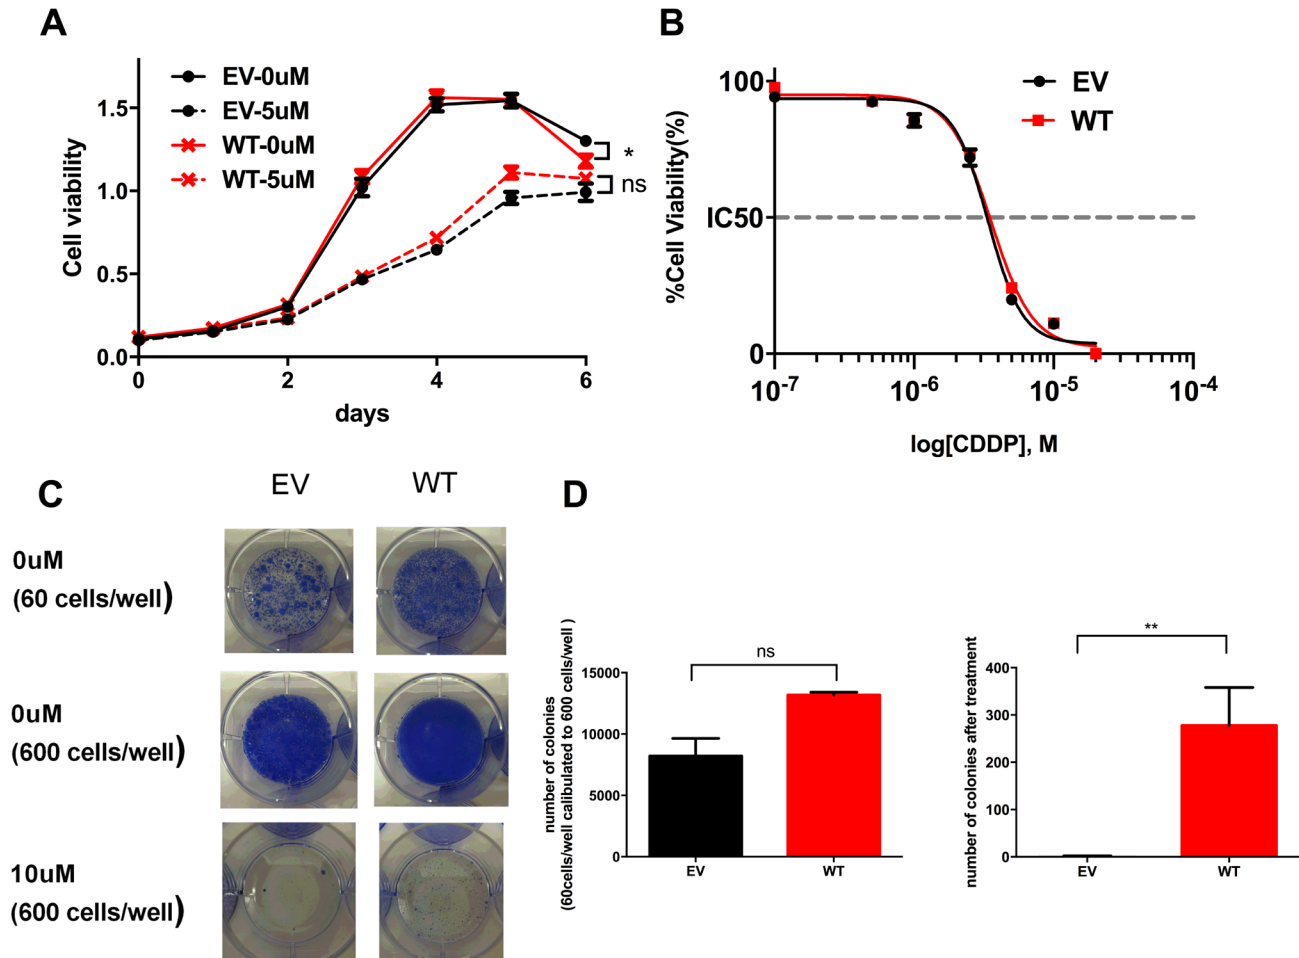 A
EV-0uM
EV-5uM
WT-0uM
WT-5uM
Cell viability
1.5
1.0
0.5
0.0
0
2
4
6
days
*
ns
B
EV
WT
%Cell Viability(%)
100
IC50
0
10-7
10-6
10-5
10-4
log[CDDP], M
C
EV
WT
0uM
(60 cells/well)
0uM
(600 cells/well)
10uM
(600 cells/well)
D
number of colonies
(60cells/well calibulated to 600 cells/well )
15000
10000
5000
0
ns
EV
WT
number of colonies after treatment
400
300
200
100
0
**
EV
WT